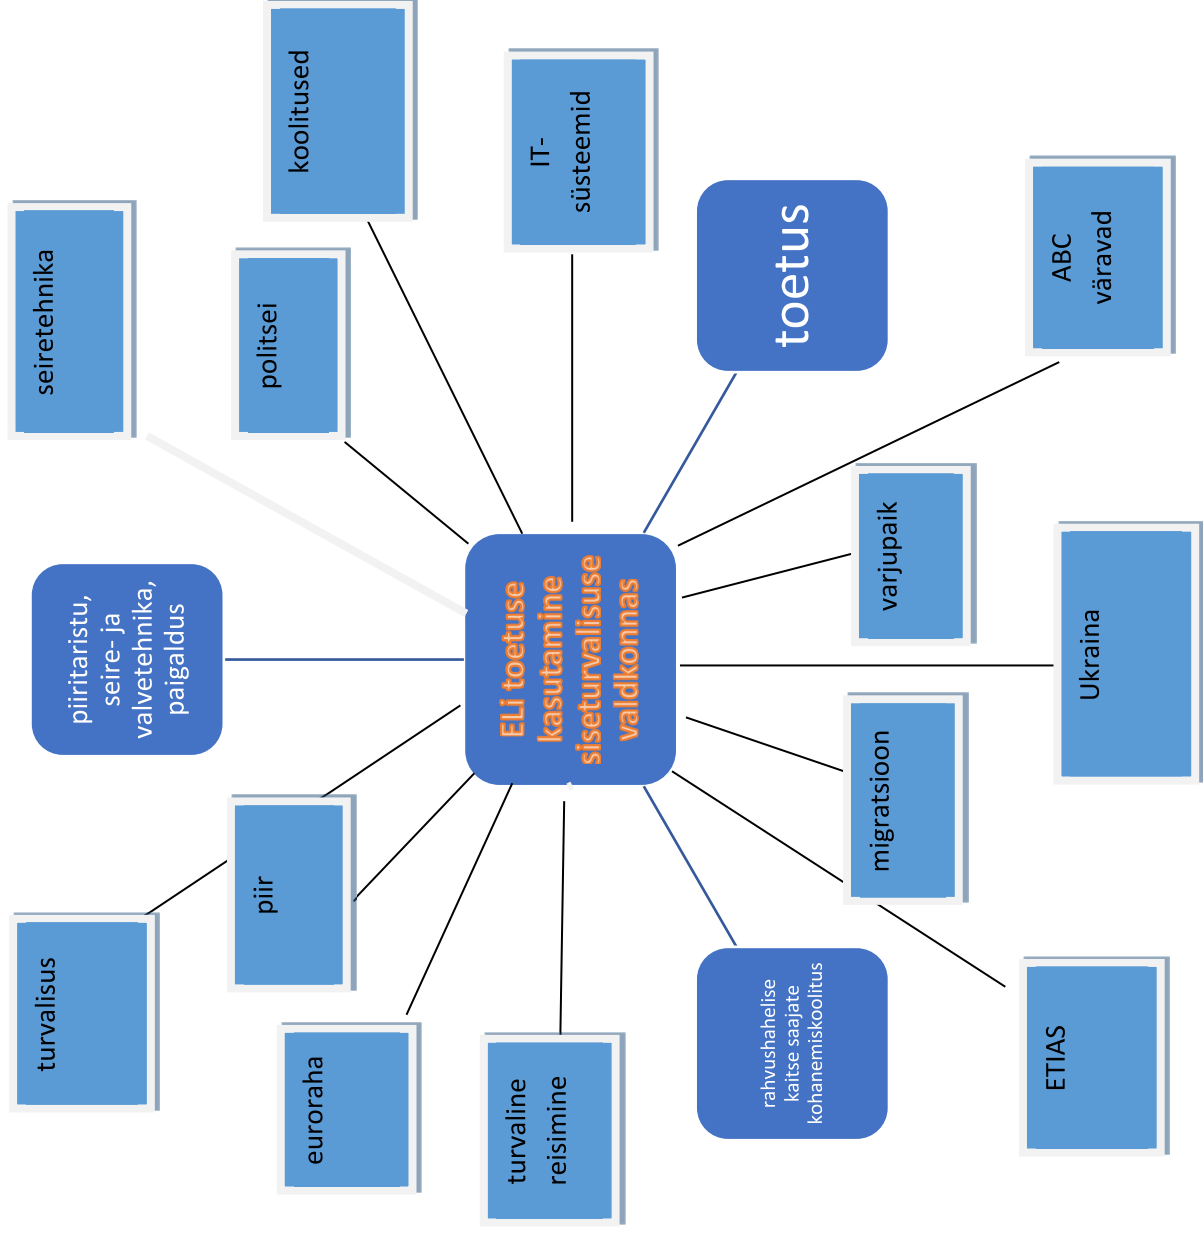 turvalisus
piir
euroraha
turvaline
reisimine
piiritaristu,
seire- ja
valvetehnika,
paigaldus
seiretehnika
politsei
koolitused
IT-
süsteemid
ELi toetuse
kasutamine
siseturvalisuse
valdkonnas
toetus
rahvushahelise
kaitse saajate
kohanemiskoolitus
migratsioon
varjupaik
ETIAS
Ukraina
ABC
väravad